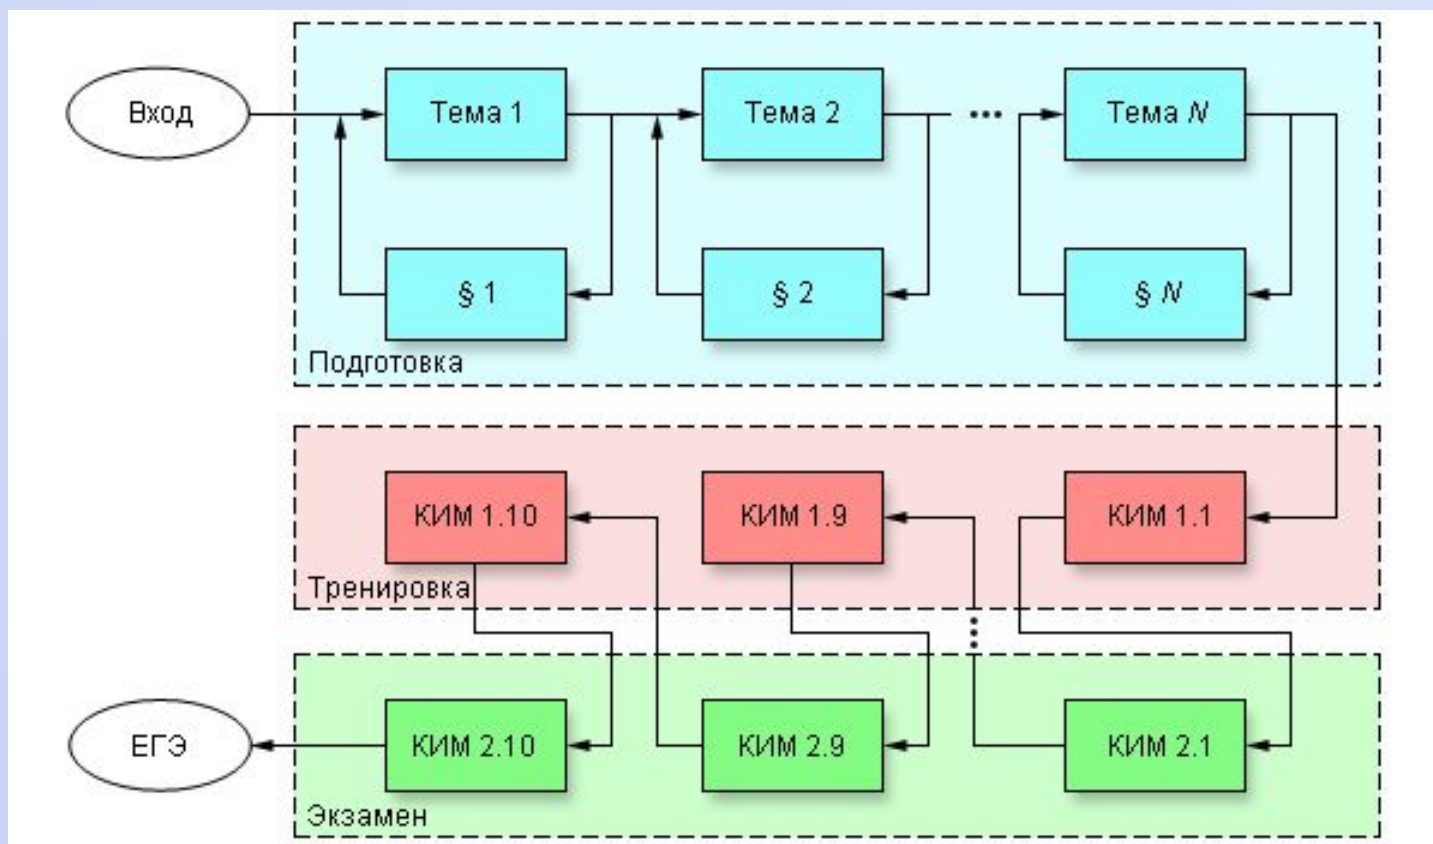 Вход
Тема 1
Тема 2
...
Тема N
§ 1
§ 2
§ N
Подготовка
КИМ 1.10
КИМ 1.9
КИМ 1.1
Тренировка
ЕГЭ
КИМ 2.10
КИМ 2.9
КИМ 2.1
Экзамен